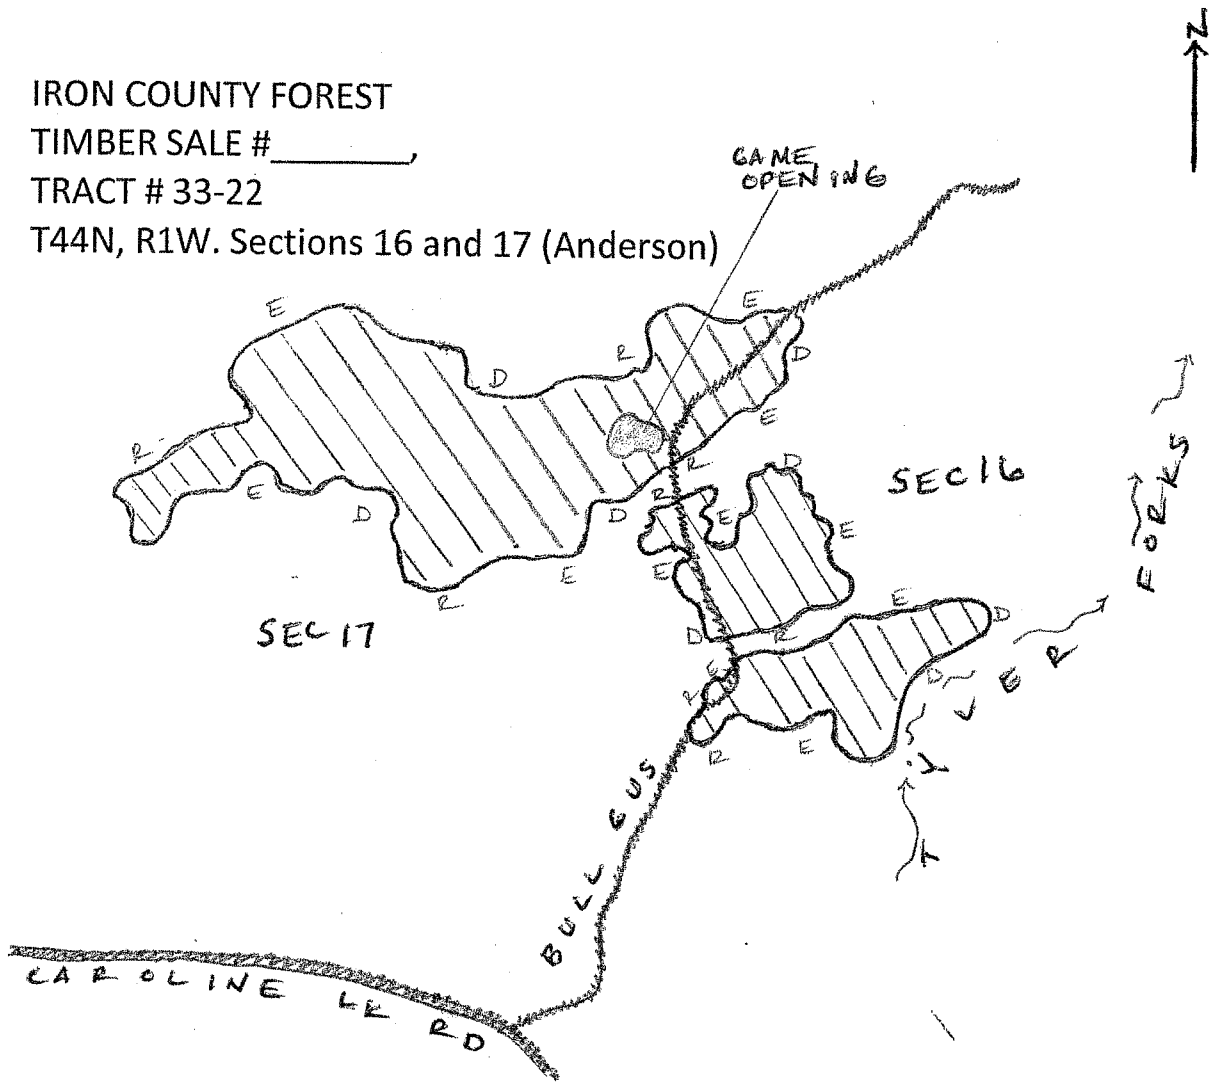 N
IRON COUNTY FOREST
TIMBER SALE #________,
TRACT # 33-22
T44N, R1W. Sections 16 and 17 (Anderson)
GAME
OPENING
E
E
D
R
D
R
E
R
E
D
D
R
R
E
D
E
R
E
E
SEC 16
SEC 17
D
R
E
D
E
R
D
R
E
TYLER FORKS
BULL GUS
CAROLINE LK RD